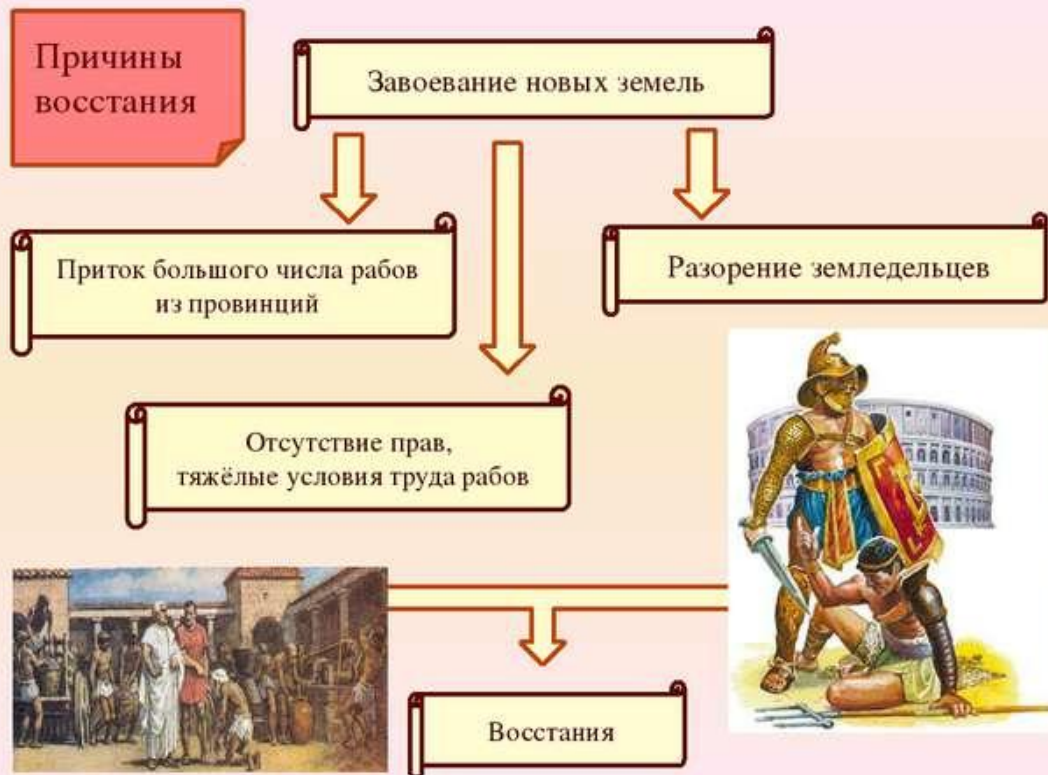 Причины
восстания
Завоевание новых земель
Приток большого числа рабов
из провинций
Разорение земледельцев
Отсутствие прав,
тяжёлые условия труда рабов
Восстания